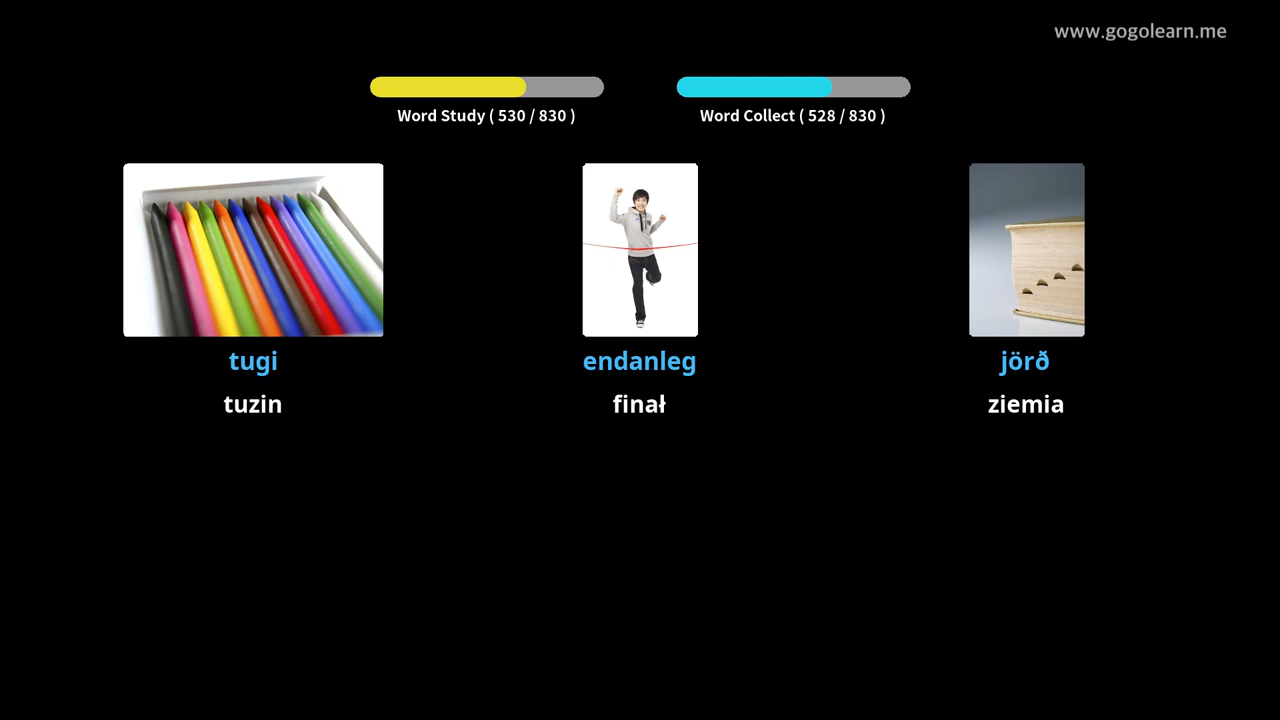 www.gogolearn.me
Word Study ( 530 / 830 )
Word Collect ( 528 / 830 )
tugi
endanleg
jörð
tuzin
finał
ziemia